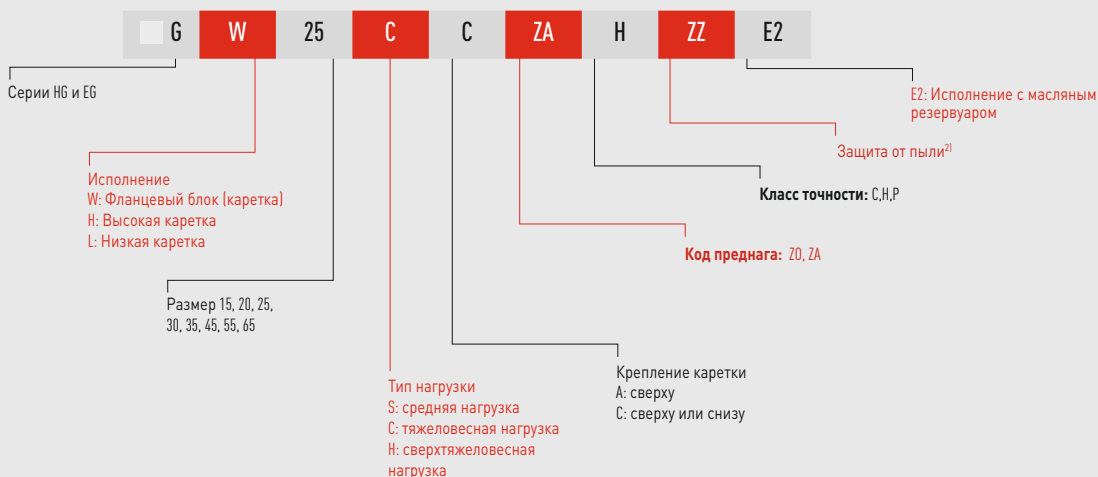 G W 25 C C ZA H ZZ E2
Серии HG и EG
E2: Исполнение с масляным
резервуаром
Защита от пыли2)
Исполнение
W: Фланцевый блок (каретка)
H: Высокая каретка
L: Низкая каретка
Класс точности: C,H,P
Код преднага: Z0, ZA
Размер 15, 20, 25,
30, 35, 45, 55, 65
Крепление каретки
A: сверху
C: сверху или снизу
Тип нагрузки
S: средняя нагрузка
C: тяжеловесная нагрузка
H: сверхтяжеловесная
нагрузка